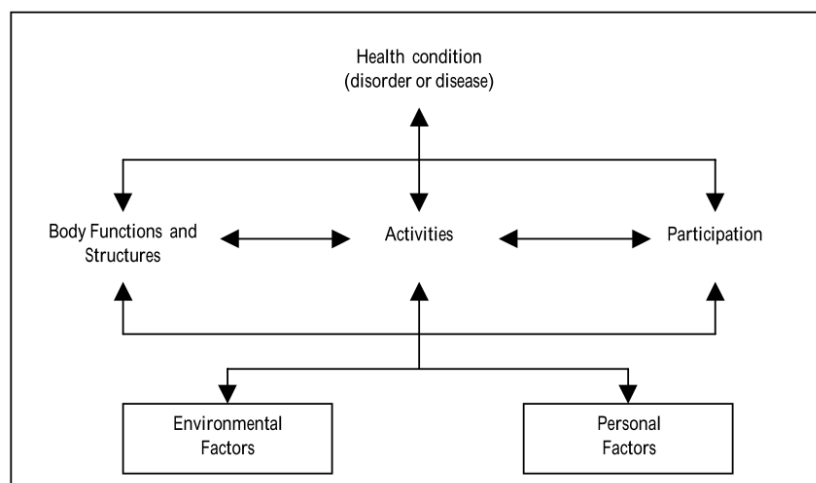 Health condition
(disorder or disease)
Body Functions and
Structures
Activities
Participation
Environmental
Factors
Personal
Factors